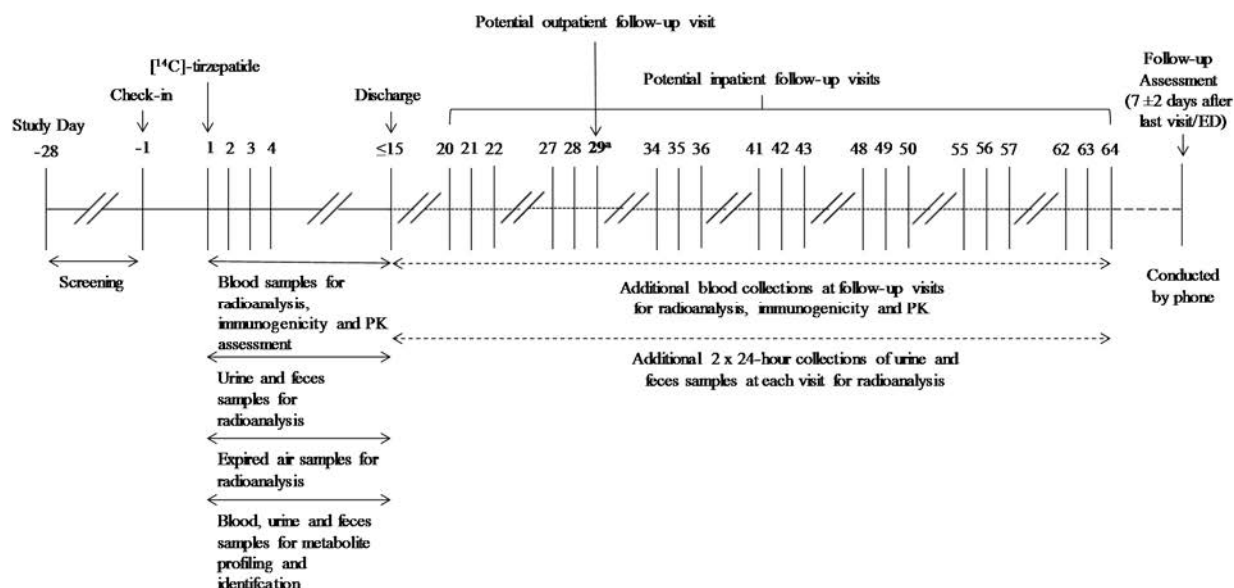 Potential outpatient follow-up visit
[¹⁴C]-tirzepatide
Potential inpatient follow-up visits
Follow-up
Assessment
(7 ±2 days after
last visit/ED)
Check-in
Discharge
Study Day
-28 -1 1 2 3 4 ≤15 20 21 22 27 28 29ᵃ 34 35 36 41 42 43 48 49 50 55 56 57 62 63 64
Screening
Blood samples for
radioanalysis,
immunogenicity and PK
assessment
Additional blood collections at follow-up visits
for radioanalysis, immunogenicity and PK
Conducted
by phone
Additional 2 x 24-hour collections of urine and
feces samples at each visit for radioanalysis
Urine and feces
samples for
radioanalysis
Expired air samples for
radioanalysis
Blood, urine and feces
samples for metabolite
profiling and
identifcation